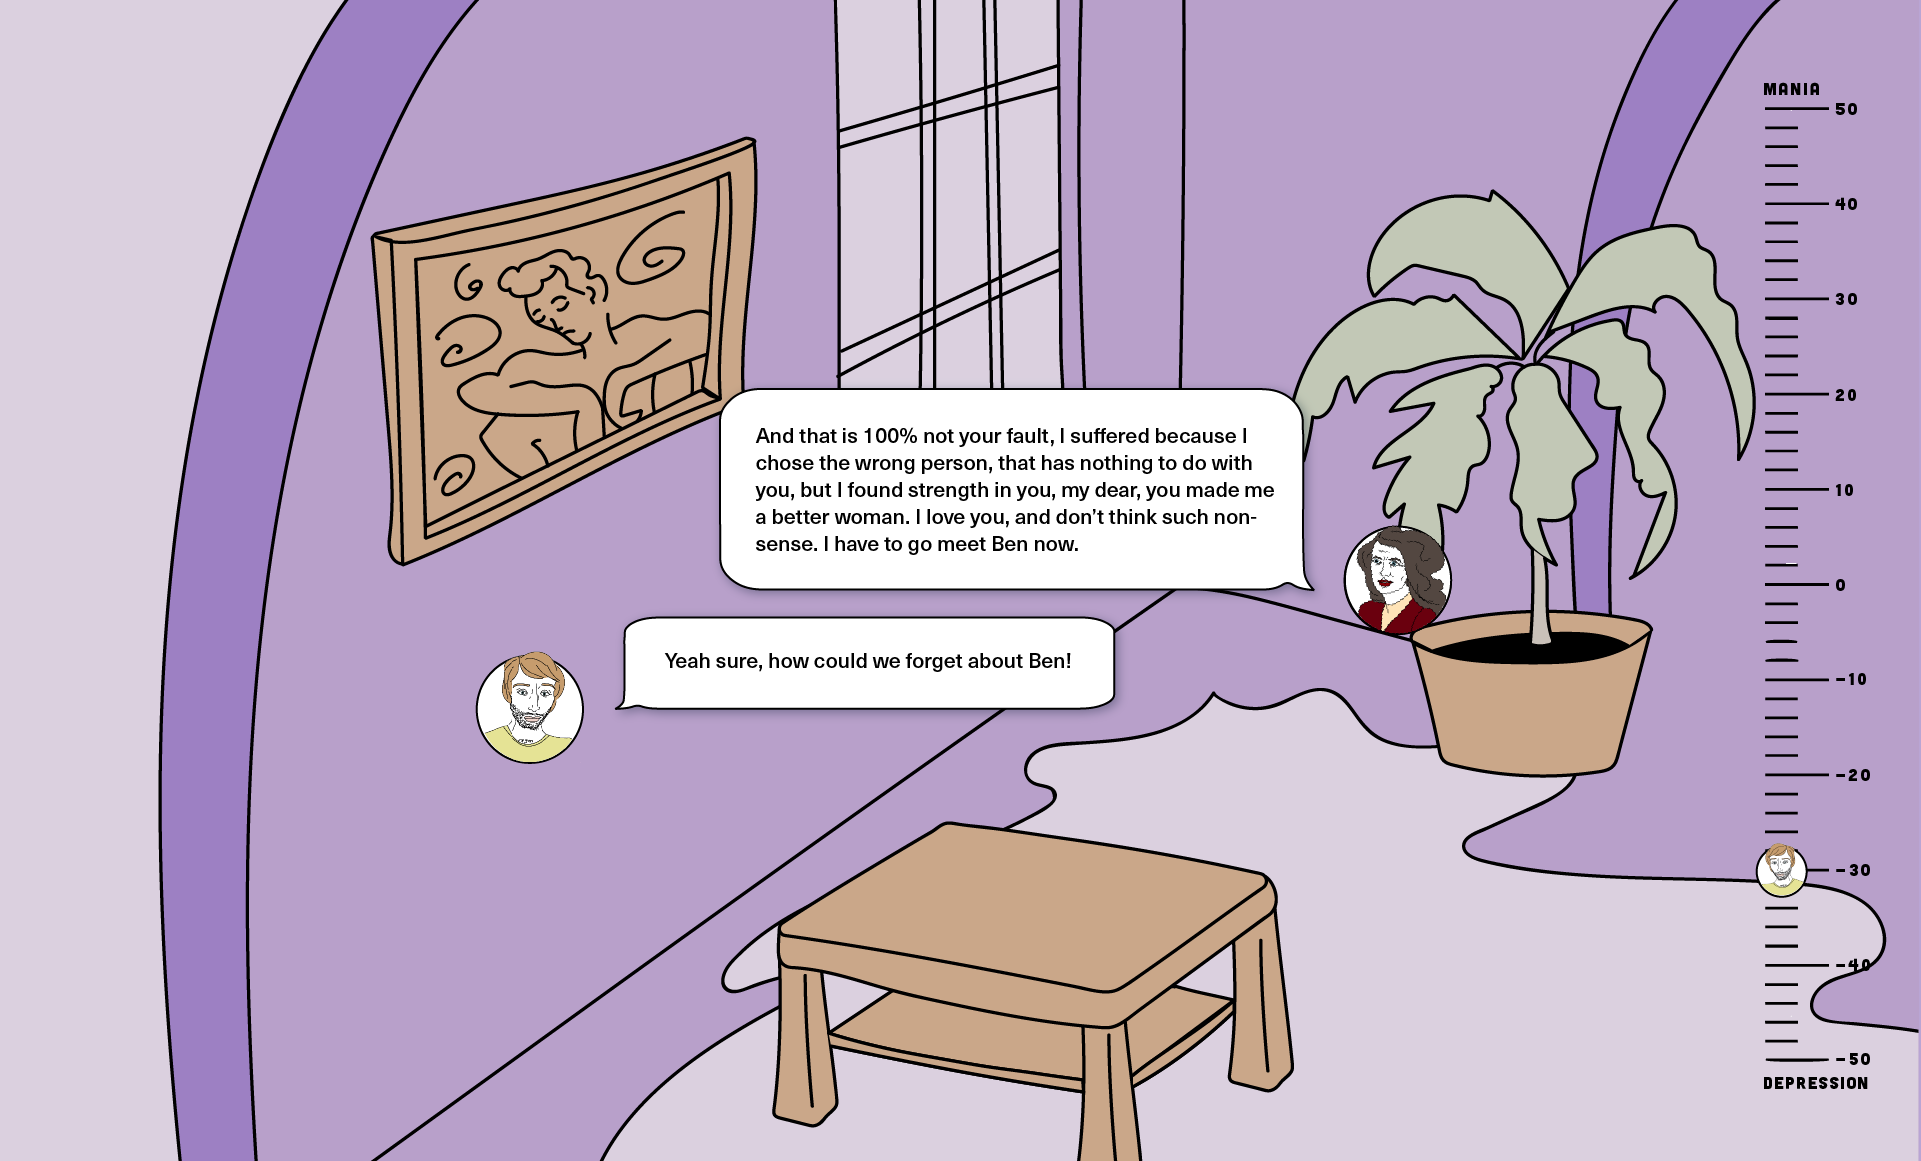 MANIA
50
40
30
20
10
0
-10
-20
-30
-40
-50
DEPRESSION
And that is 100% not your fault, I suffered because I
chose the wrong person, that has nothing to do with
you, but I found strength in you, my dear, you made me
a better woman. I love you, and don’t think such non-
sense. I have to go meet Ben now.
Yeah sure, how could we forget about Ben!